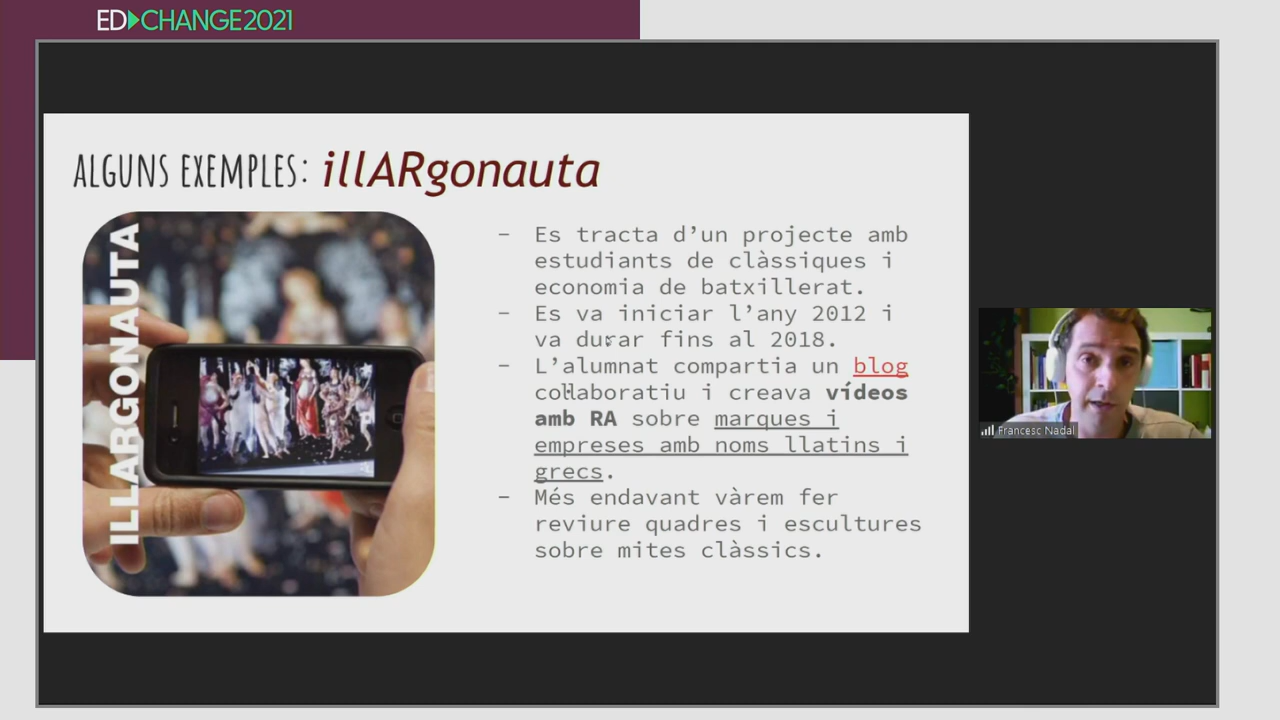 ED CHANGE2021
ALGUNS EXEMPLES: illARgonauta
ILLARGONAUTA
- Es tracta d'un projecte amb
estudiants de clàssiques i
economia de batxillerat.
- Es va iniciar l'any 2012 i
va durar fins al 2018.
- L'alumnat compartia un blog
col·laboratiu i creava vídeos
amb RA sobre marques i
empreses amb noms llatins i
grecs.
- Més endavant vàrem fer
reviure quadres i escultures
sobre mites clàssics.
Francesc Nadal